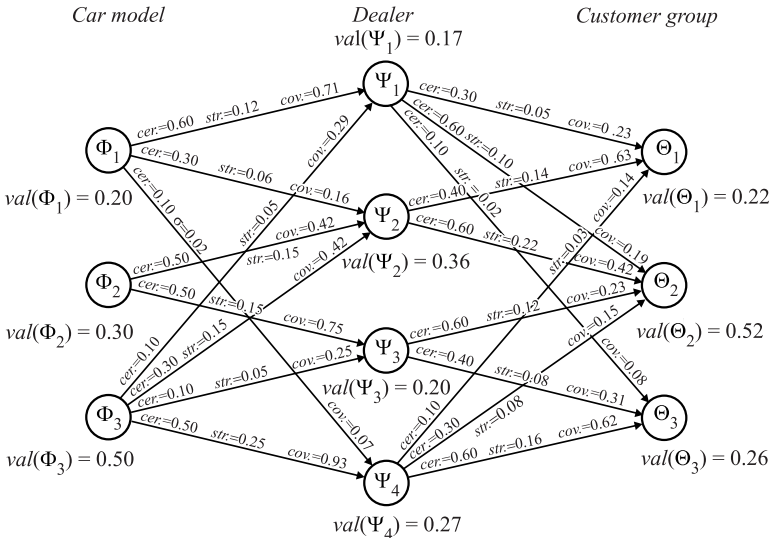 Car model
Dealer
Customer group
val(Ψ1) = 0.17
Ψ1
cer.=0.60 str.=0.12 cov.=0.71
cer.=0.30 str.=0.05 cov.=0 .23
Φ1
Θ1
cer.=0.30 str.=0.06 cov.=0.16
cer.=0.10 σ=0.02 cov.=0.07
val(Φ1) = 0.20
cer.=0.60 str.=0.10 cov.=0.19
cer.=0.10 str. = 0.02 cov.=0.08
val(Θ1) = 0.22
Ψ2
cer.=0.40 str.=0.14 cov.=0 .63
cer.=0.60 str.=0.22 cov.=0.42
val(Ψ2) = 0.36
Φ2
cer.=0.50 str.=0.15 cov.=0.42
cer.=0.50 str.=0.15 cov.=0.75
val(Φ2) = 0.30
Θ2
val(Θ2) = 0.52
Ψ3
cer.=0.60 str.=0.12 cov.=0.23
cer.=0.40 str.=0.08 cov.=0.31
val(Ψ3) = 0.20
Φ3
cer.=0.10 str.=0.05 cov.=0.29
cer.=0.30 str.=0.15 cov.=0.42
cer.=0.10 str.=0.05 cov.=0.25
cer.=0.50 str.=0.25 cov.=0.93
val(Φ3) = 0.50
Θ3
val(Θ3) = 0.26
Ψ4
cer.=0.10 str.=0.03 cov.=0.14
cer.=0.30 str.=0.08 cov.=0.15
cer.=0.60 str.=0.16 cov.=0.62
val(Ψ4) = 0.27